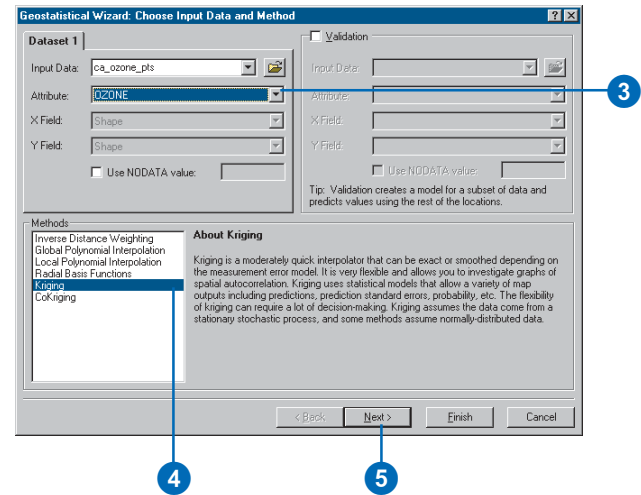 Geostatistical Wizard: Choose Input Data and Method
Dataset 1
Input Data: ca_ozone_pts
Attribute: OZONE
X Field: Shape
Y Field: Shape
Use NODATA value:
Validation
Input Data:
Attribute:
X Field:
Y Field:
Use NODATA value:
Tip: Validation creates a model for a subset of data and
predicts values using the rest of the locations.
3
Methods
Inverse Distance Weighting
Global Polynomial Interpolation
Local Polynomial Interpolation
Radial Basis Functions
Kriging
CoKriging
About Kriging
Kriging is a moderately quick interpolator that can be exact or smoothed depending on
the measurement error model. It is very flexible and allows you to investigate graphs of
spatial autocorrelation. Kriging uses statistical models that allow a variety of map
outputs including predictions, prediction standard errors, probability, etc. The flexibility
of kriging can require a lot of decision-making. Kriging assumes the data come from a
stationary stochastic process, and some methods assume normally-distributed data.
< Back Next > Finish Cancel
4 5